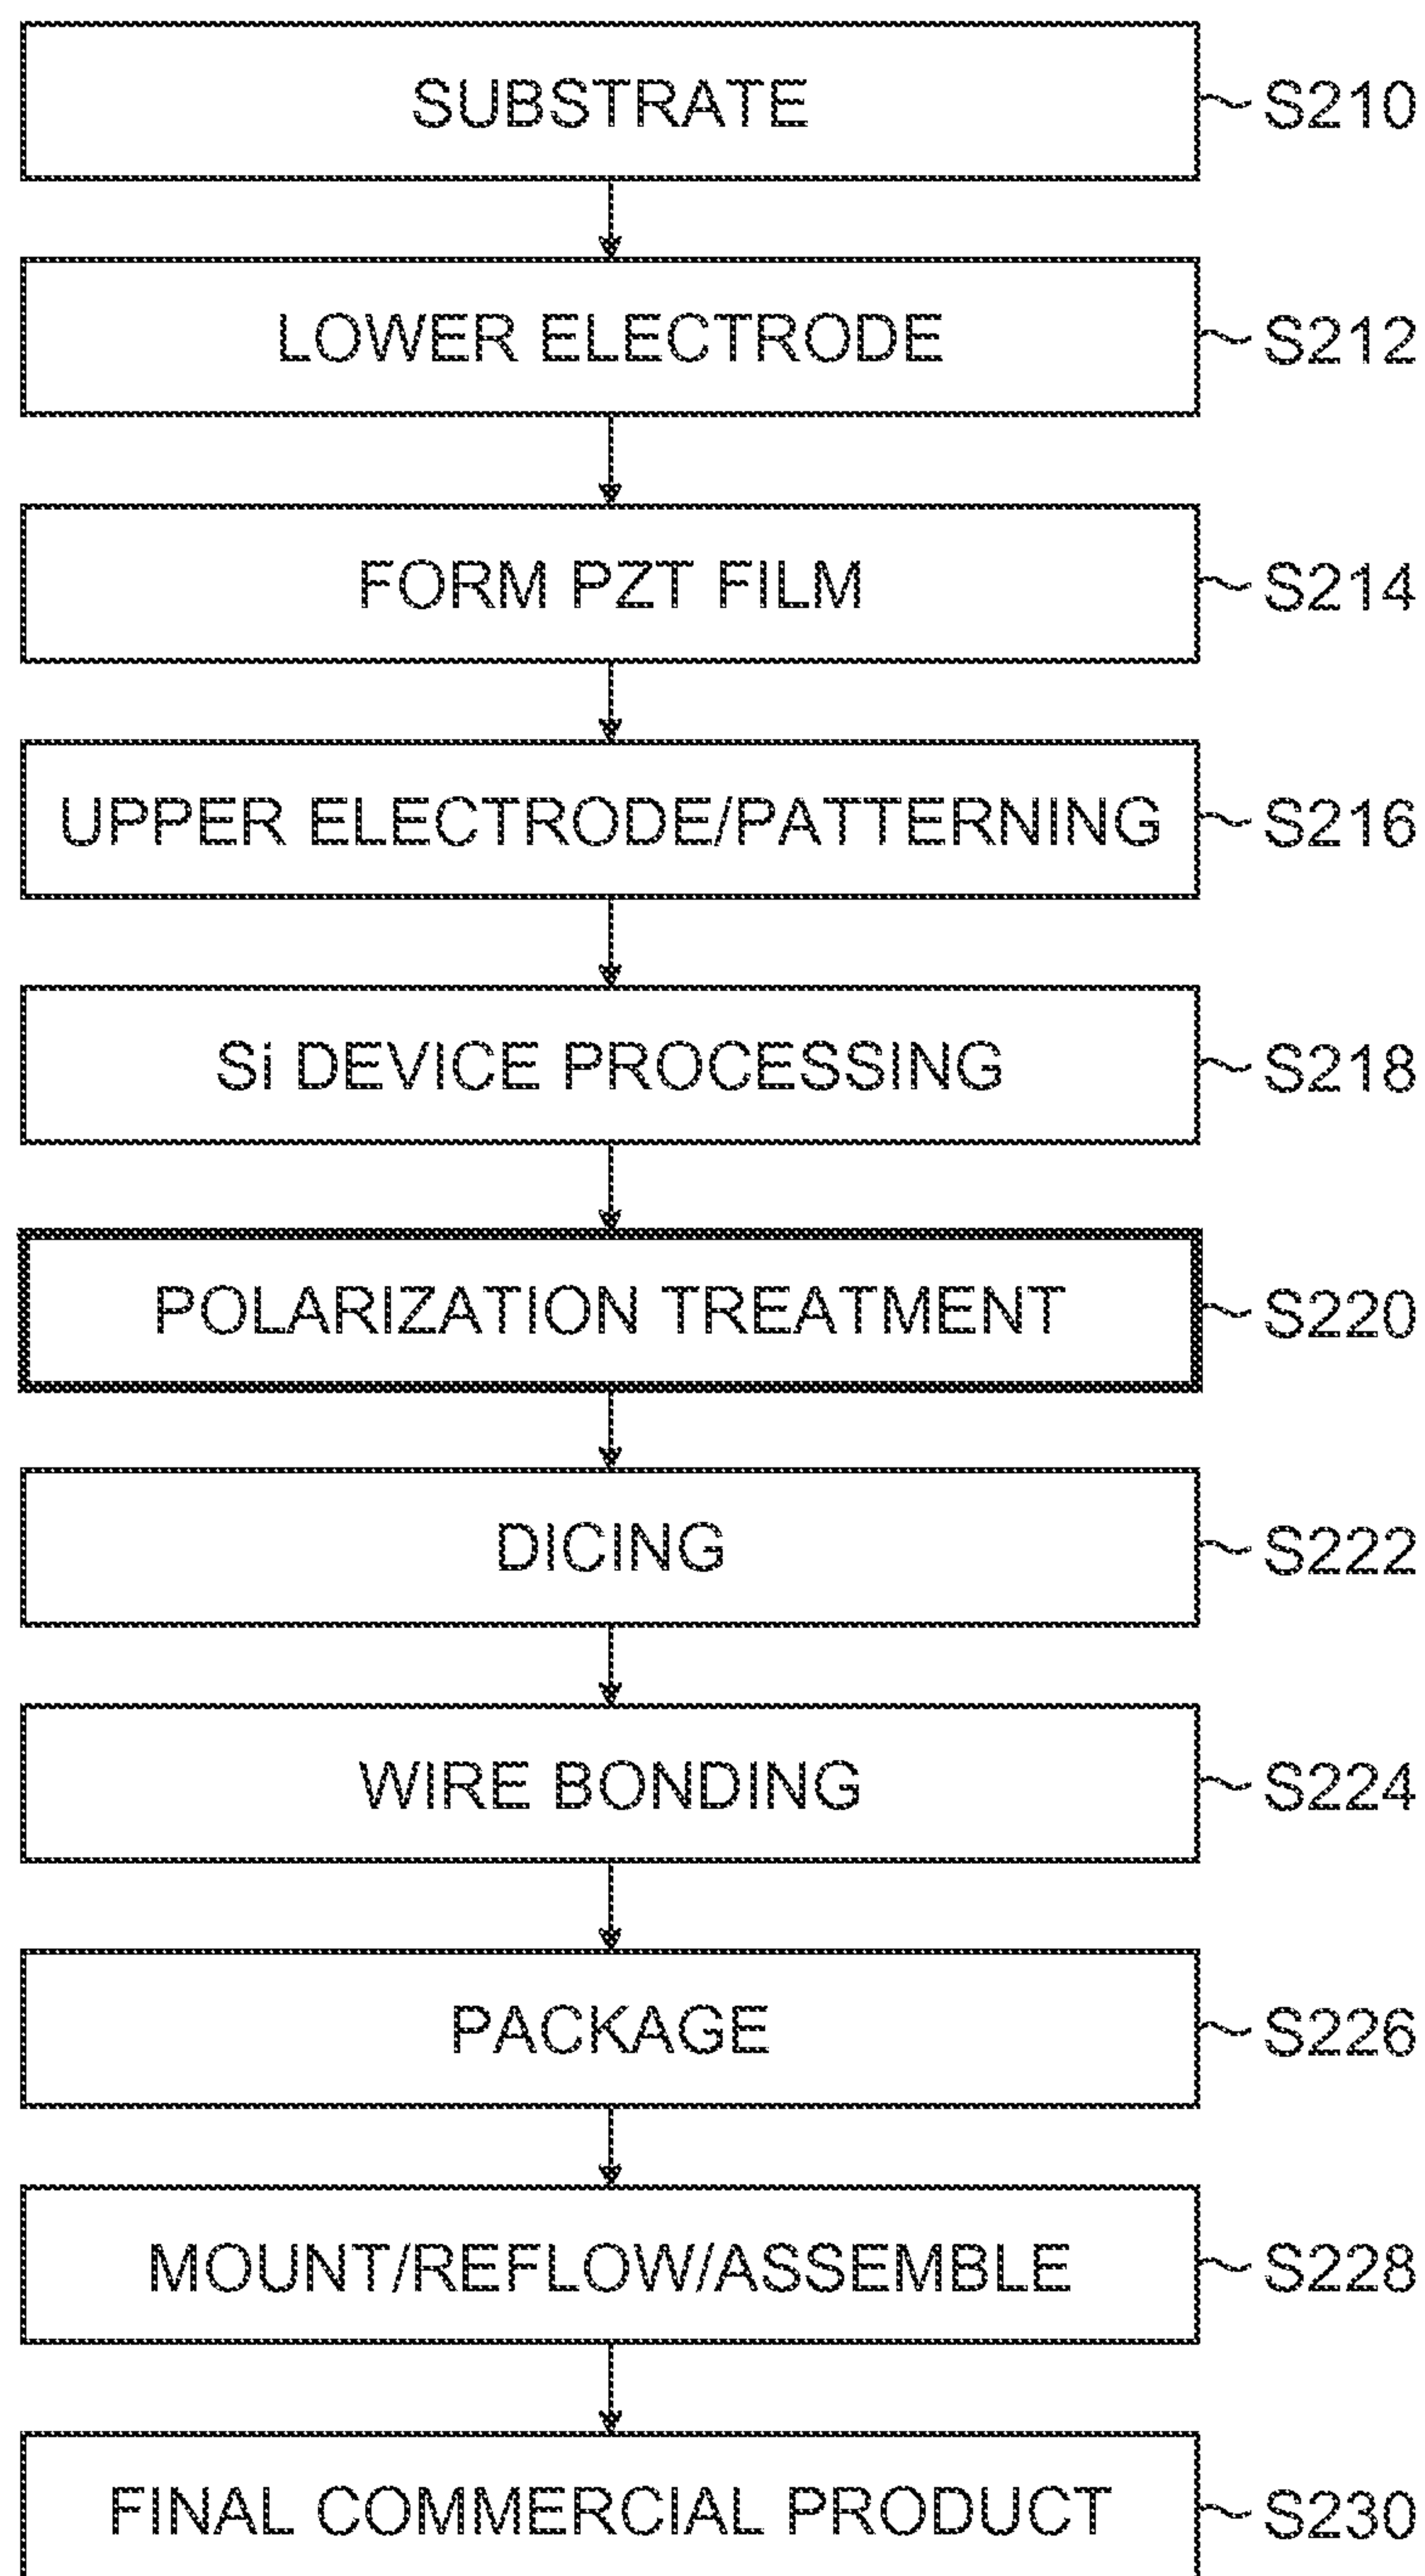 SUBSTRATE S210
LOWER ELECTRODE S212
FORM PZT FILM S214
UPPER ELECTRODE/PATTERNING S216
Si DEVICE PROCESSING S218
POLARIZATION TREATMENT S220
DICING S222
WIRE BONDING S224
PACKAGE S226
MOUNT/REFLOW/ASSEMBLE S228
FINAL COMMERCIAL PRODUCT S230